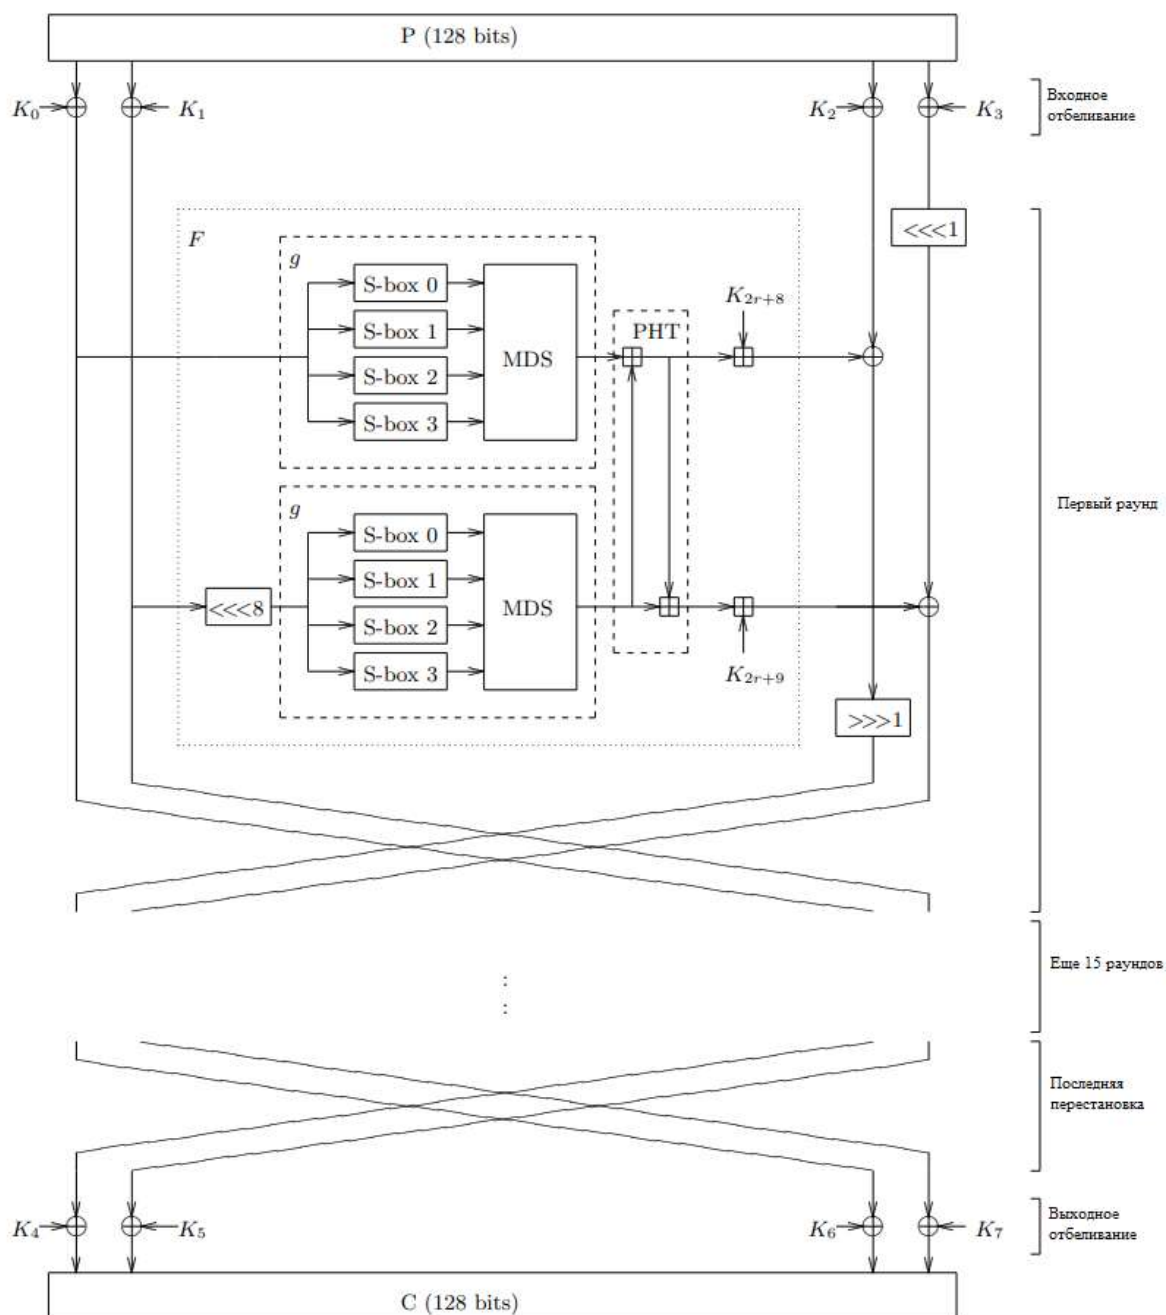 P (128 bits)
K0
K1
K2
K3
Входное
отбеливание
<<<1
F
g
S-box 0
S-box 1
S-box 2
S-box 3
MDS
PHT
K2r+8
g
<<<8
S-box 0
S-box 1
S-box 2
S-box 3
MDS
K2r+9
>>>1
Первый раунд
Еще 15 раундов
Последняя
перестановка
K4
K5
K6
K7
Выходное
отбеливание
C (128 bits)